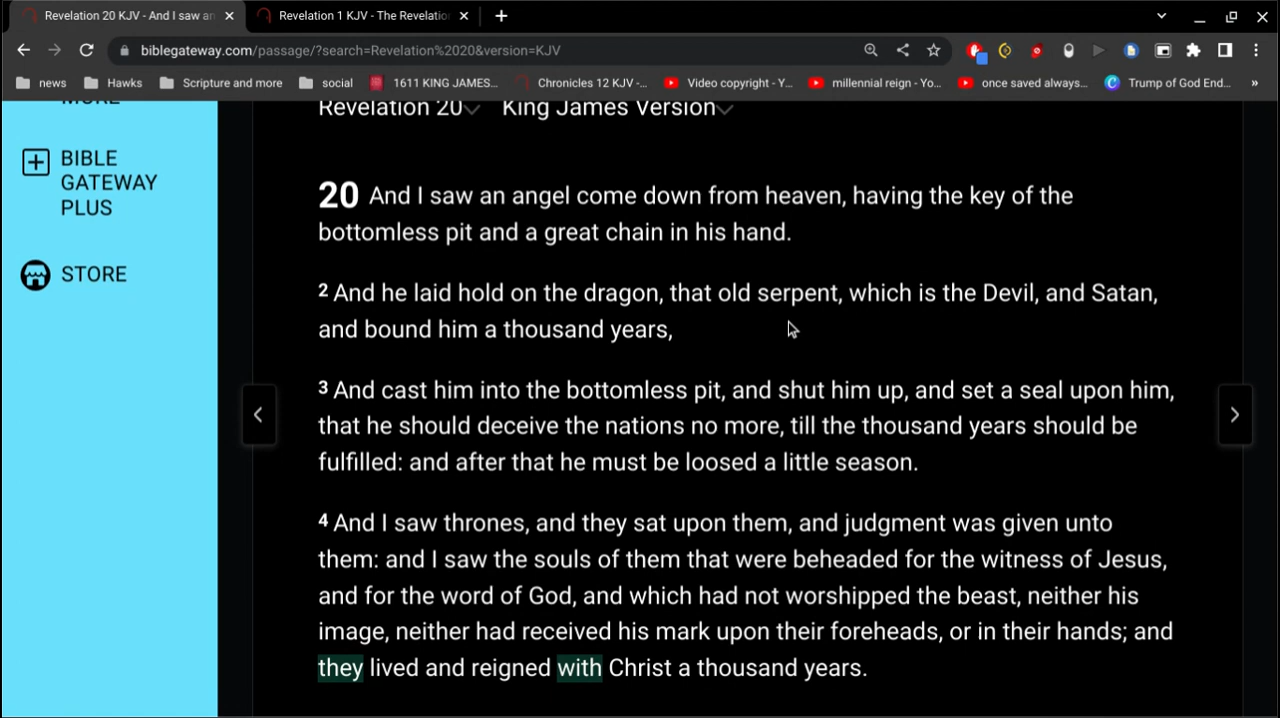 Revelation 20 KJV - And I saw an
Revelation 1 KJV - The Revelatio
biblegateway.com/passage/?search=Revelation%2020&version=KJV
news
Hawks
Scripture and more
social
1611 KING JAMES...
Chronicles 12 KJV -...
Video copyright - Y...
millennial reign - Yo...
once saved always...
Trump of God End...
»
MORE
BIBLE
GATEWAY
PLUS
STORE
Revelation 20 King James Version
20 And I saw an angel come down from heaven, having the key of the
bottomless pit and a great chain in his hand.
2 And he laid hold on the dragon, that old serpent, which is the Devil, and Satan,
and bound him a thousand years,
3 And cast him into the bottomless pit, and shut him up, and set a seal upon him,
that he should deceive the nations no more, till the thousand years should be
fulfilled: and after that he must be loosed a little season.
4 And I saw thrones, and they sat upon them, and judgment was given unto
them: and I saw the souls of them that were beheaded for the witness of Jesus,
and for the word of God, and which had not worshipped the beast, neither his
image, neither had received his mark upon their foreheads, or in their hands; and
they lived and reigned with Christ a thousand years.